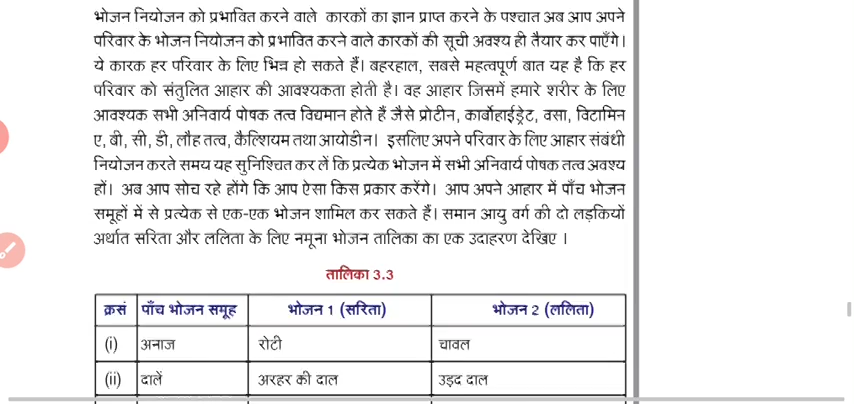 भोजन नियोजन को प्रभावित करने वाले कारकों का ज्ञान प्राप्त करने के पश्चात अब आप अपने
परिवार के भोजन नियोजन को प्रभावित करने वाले कारकों की सूची अवश्य ही तैयार कर पाएँगे।
ये कारक हर परिवार के लिए भिन्न हो सकते हैं। बहरहाल, सबसे महत्वपूर्ण बात यह है कि हर
परिवार को संतुलित आहार की आवश्यकता होती है। वह आहार जिसमें हमारे शरीर के लिए
आवश्यक सभी अनिवार्य पोषक तत्व विद्यमान होते हैं जैसे प्रोटीन, कार्बोहाईड्रेट, वसा, विटामिन
ए, बी, सी, डी, लौह तत्व, कैल्शियम तथा आयोडीन। इसलिए अपने परिवार के लिए आहार संबंधी
नियोजन करते समय यह सुनिश्चित कर लें कि प्रत्येक भोजन में सभी अनिवार्य पोषक तत्व अवश्य
हों। अब आप सोच रहे होंगे कि आप ऐसा किस प्रकार करेंगे। आप अपने आहार में पाँच भोजन
समूहों में से प्रत्येक से एक-एक भोजन शामिल कर सकते हैं। समान आयु वर्ग की दो लड़कियों
अर्थात सरिता और ललिता के लिए नमूना भोजन तालिका का एक उदाहरण देखिए ।
तालिका 3.3
क्रसं पाँच भोजन समूह भोजन 1 (सरिता) भोजन 2 (ललिता)
(i) अनाज रोटी चावल
(ii) दालें अरहर की दाल उड़द दाल